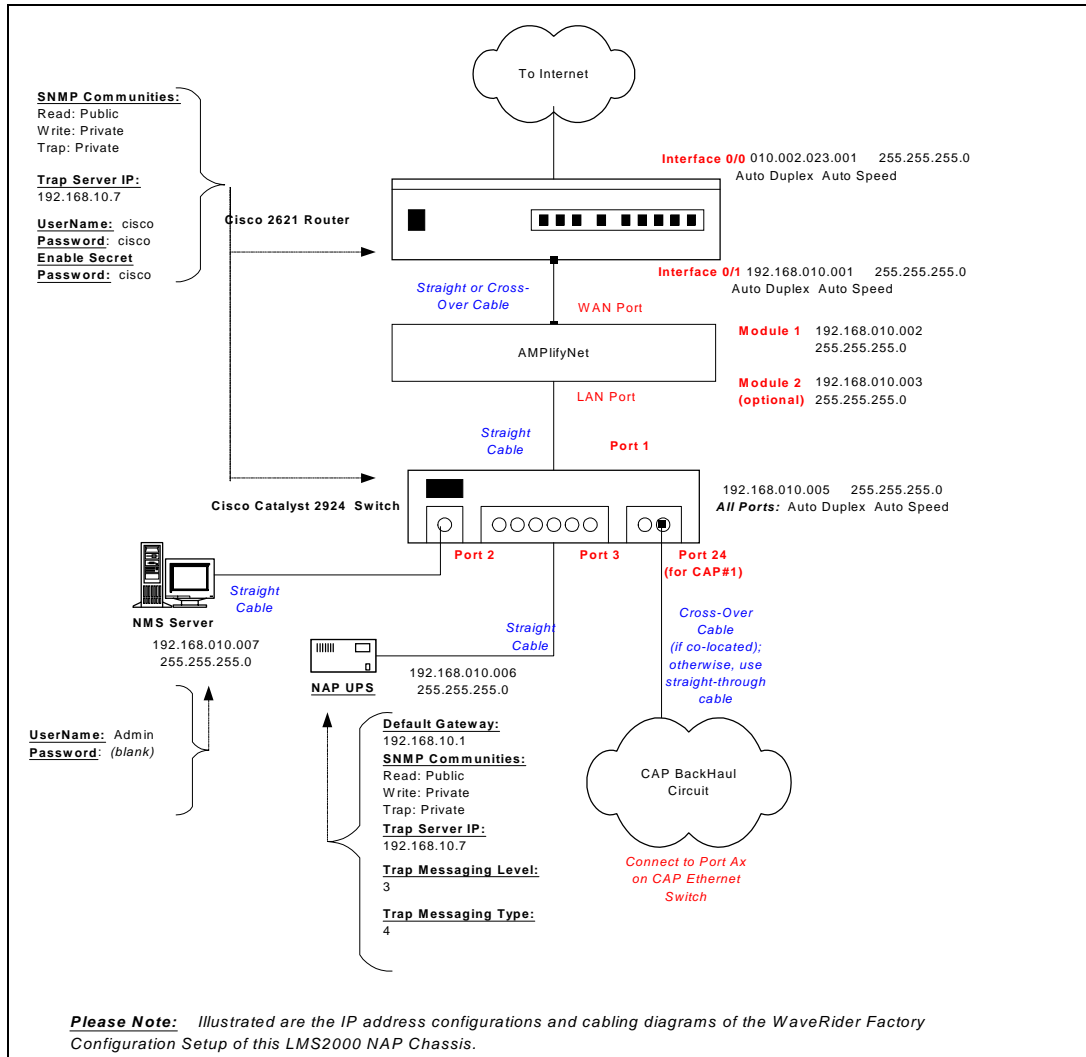 To Internet
SNMP Communities:
Read: Public
Write: Private
Trap: Private
Trap Server IP:
192.168.10.7
UserName: cisco
Password: cisco
Enable Secret
Password: cisco
Interface 0/0 010.002.023.001 255.255.255.0
Auto Duplex Auto Speed
Cisco 2621 Router
Interface 0/1 192.168.010.001 255.255.255.0
Auto Duplex Auto Speed
Straight or Cross-
Over Cable
WAN Port
AMPlifyNet
Module 1 192.168.010.002
255.255.255.0
Module 2 192.168.010.003
(optional) 255.255.255.0
LAN Port
Straight
Cable
Port 1
Cisco Catalyst 2924 Switch
192.168.010.005 255.255.255.0
All Ports: Auto Duplex Auto Speed
Port 2
Port 3
Port 24
(for CAP#1)
Straight
Cable
NMS Server
192.168.010.007
255.255.255.0
Straight
Cable
NAP UPS
192.168.010.006
255.255.255.0
Cross-Over
Cable
(if co-located);
otherwise, use
straight-through
cable
UserName: Admin
Password: (blank)
Default Gateway:
192.168.10.1
SNMP Communities:
Read: Public
Write: Private
Trap: Private
Trap Server IP:
192.168.10.7
Trap Messaging Level:
3
Trap Messaging Type:
4
CAP BackHaul
Circuit
Connect to Port Ax
on CAP Ethernet
Switch
Please Note: Illustrated are the IP address configurations and cabling diagrams of the WaveRider Factory
Configuration Setup of this LMS2000 NAP Chassis.